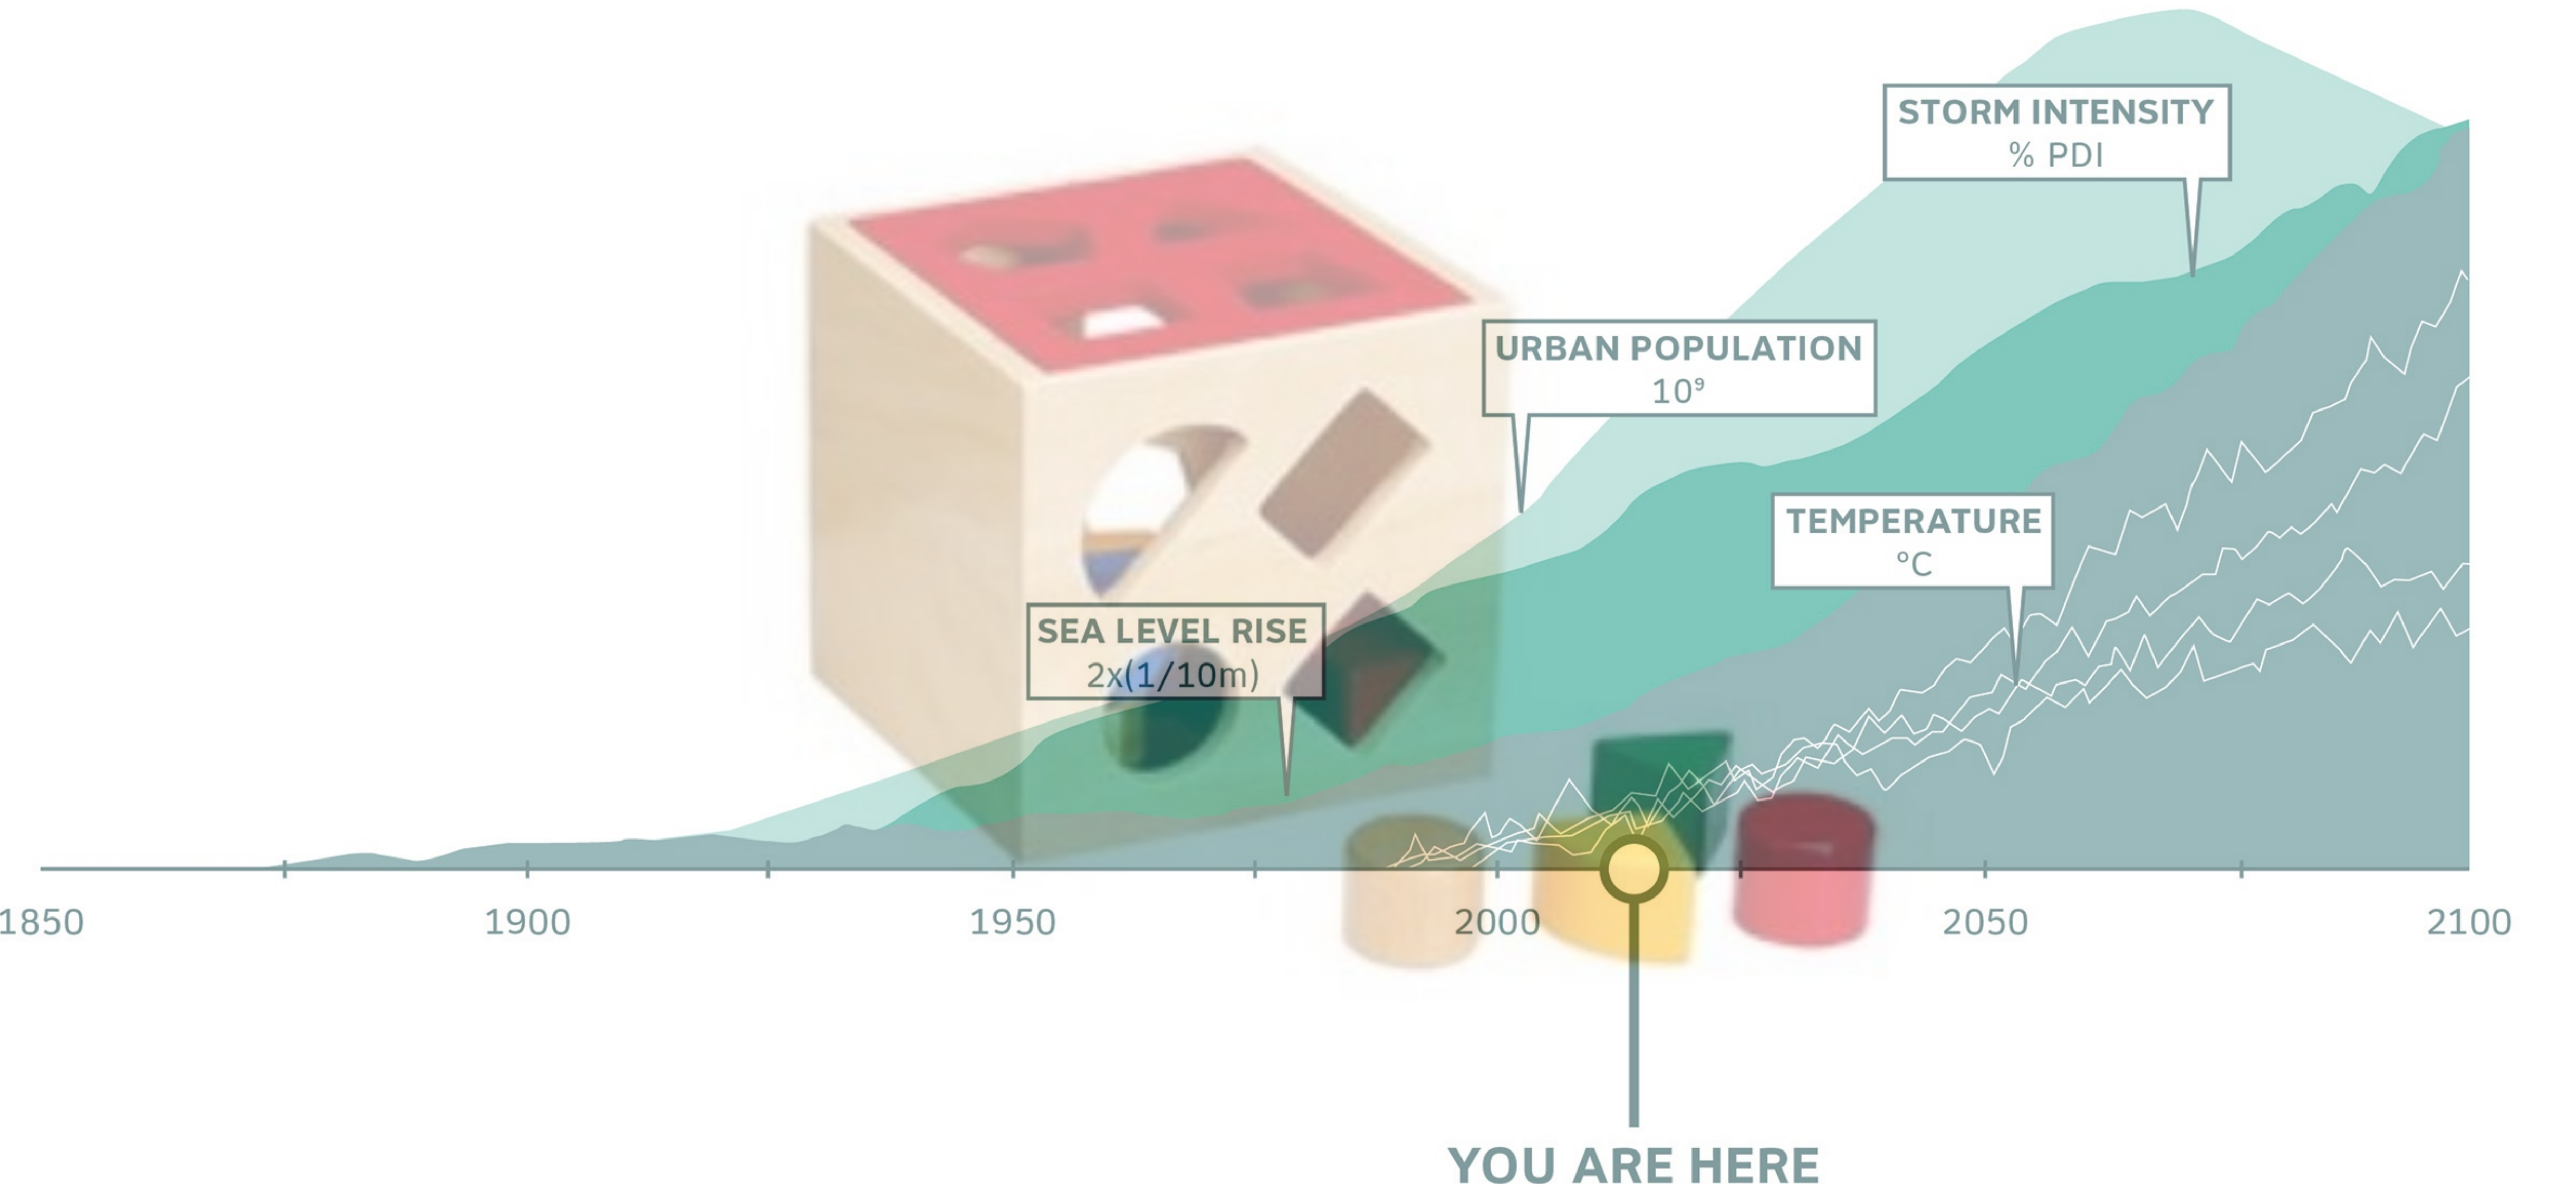 STORM INTENSITY
% PDI
URBAN POPULATION
10⁹
TEMPERATURE
°C
SEA LEVEL RISE
2x(1/10m)
1850
1900
1950
2000
2050
2100
YOU ARE HERE